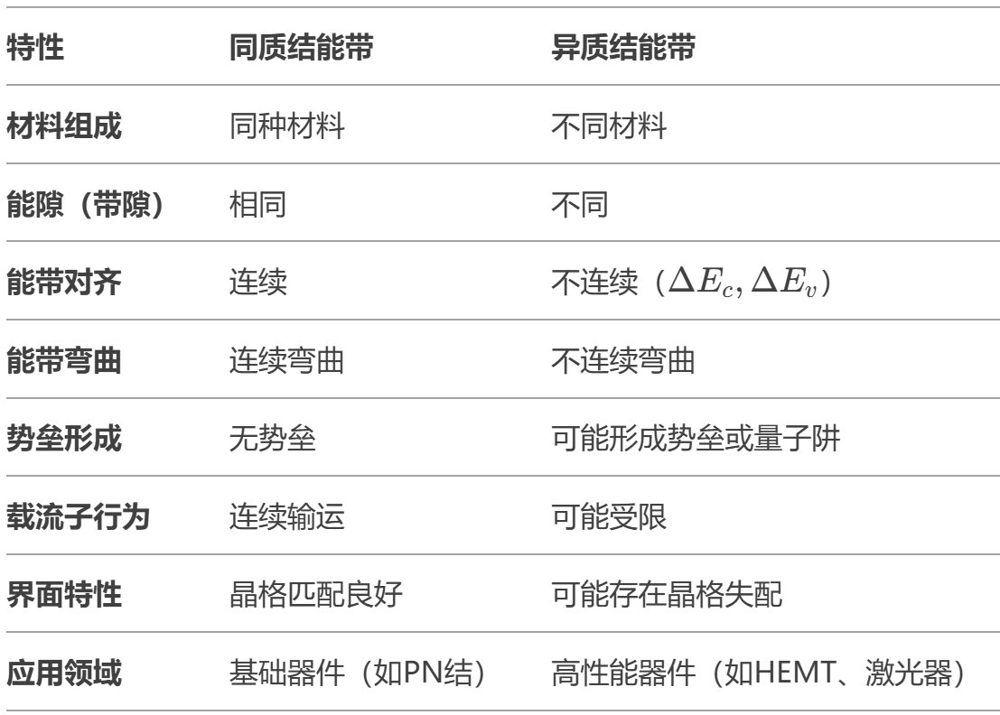 特性 同质结能带 异质结能带
材料组成 同种材料 不同材料
能隙（带隙） 相同 不同
能带对齐 连续 不连续（ΔE_c, ΔE_v）
能带弯曲 连续弯曲 不连续弯曲
势垒形成 无势垒 可能形成势垒或量子阱
载流子行为 连续输运 可能受限
界面特性 晶格匹配良好 可能存在晶格失配
应用领域 基础器件（如PN结） 高性能器件（如HEMT、激光器）